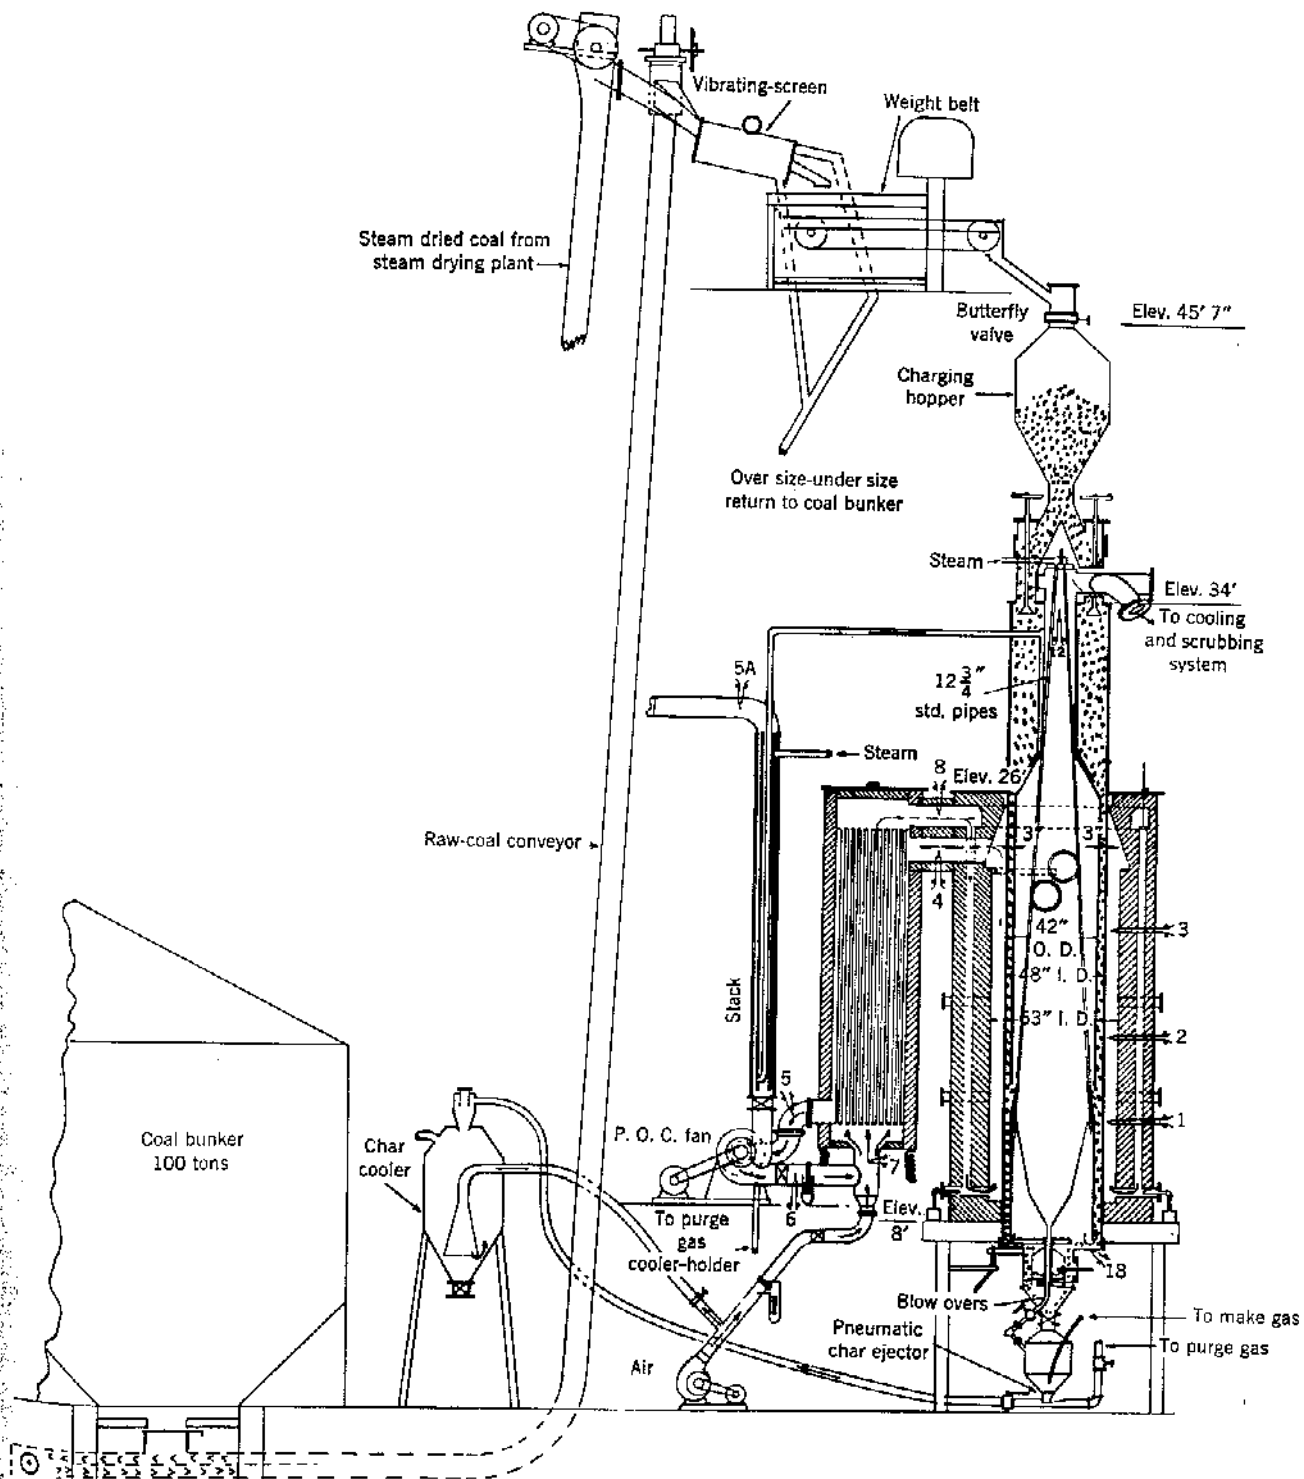 Vibrating-screen
Weight belt
Steam dried coal from
steam drying plant
Butterfly
valve
Elev. 45' 7"
Charging
hopper
Over size-under size
return to coal bunker
Steam
Elev. 34'
To cooling
and scrubbing
system
12
5A
12 3/4"
std. pipes
Steam
8
Elev. 26'
Raw-coal conveyor
3"
3"
4
42"
O. D.
3
48" I. D.
Stack
53" I. D.
2
5
1
Coal bunker
100 tons
Char
cooler
P. O. C. fan
7
6
To purge
gas
cooler-holder
Elev.
8'
18
Blow overs
To make gas
Pneumatic
char ejector
To purge gas
Air